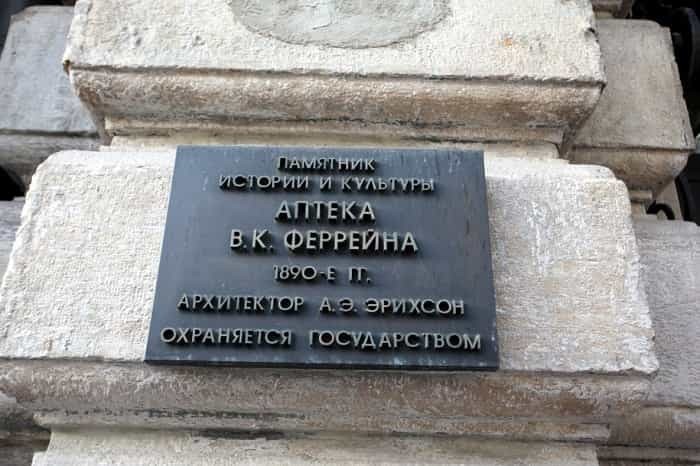 ПАМЯТНИК
ИСТОРИИ И КУЛЬТУРЫ
АПТЕКА
В.К. ФЕРРЕЙНА
1890-Е ГГ.
АРХИТЕКТОР А.Э. ЭРИХСОН
ОХРАНЯЕТСЯ ГОСУДАРСТВОМ